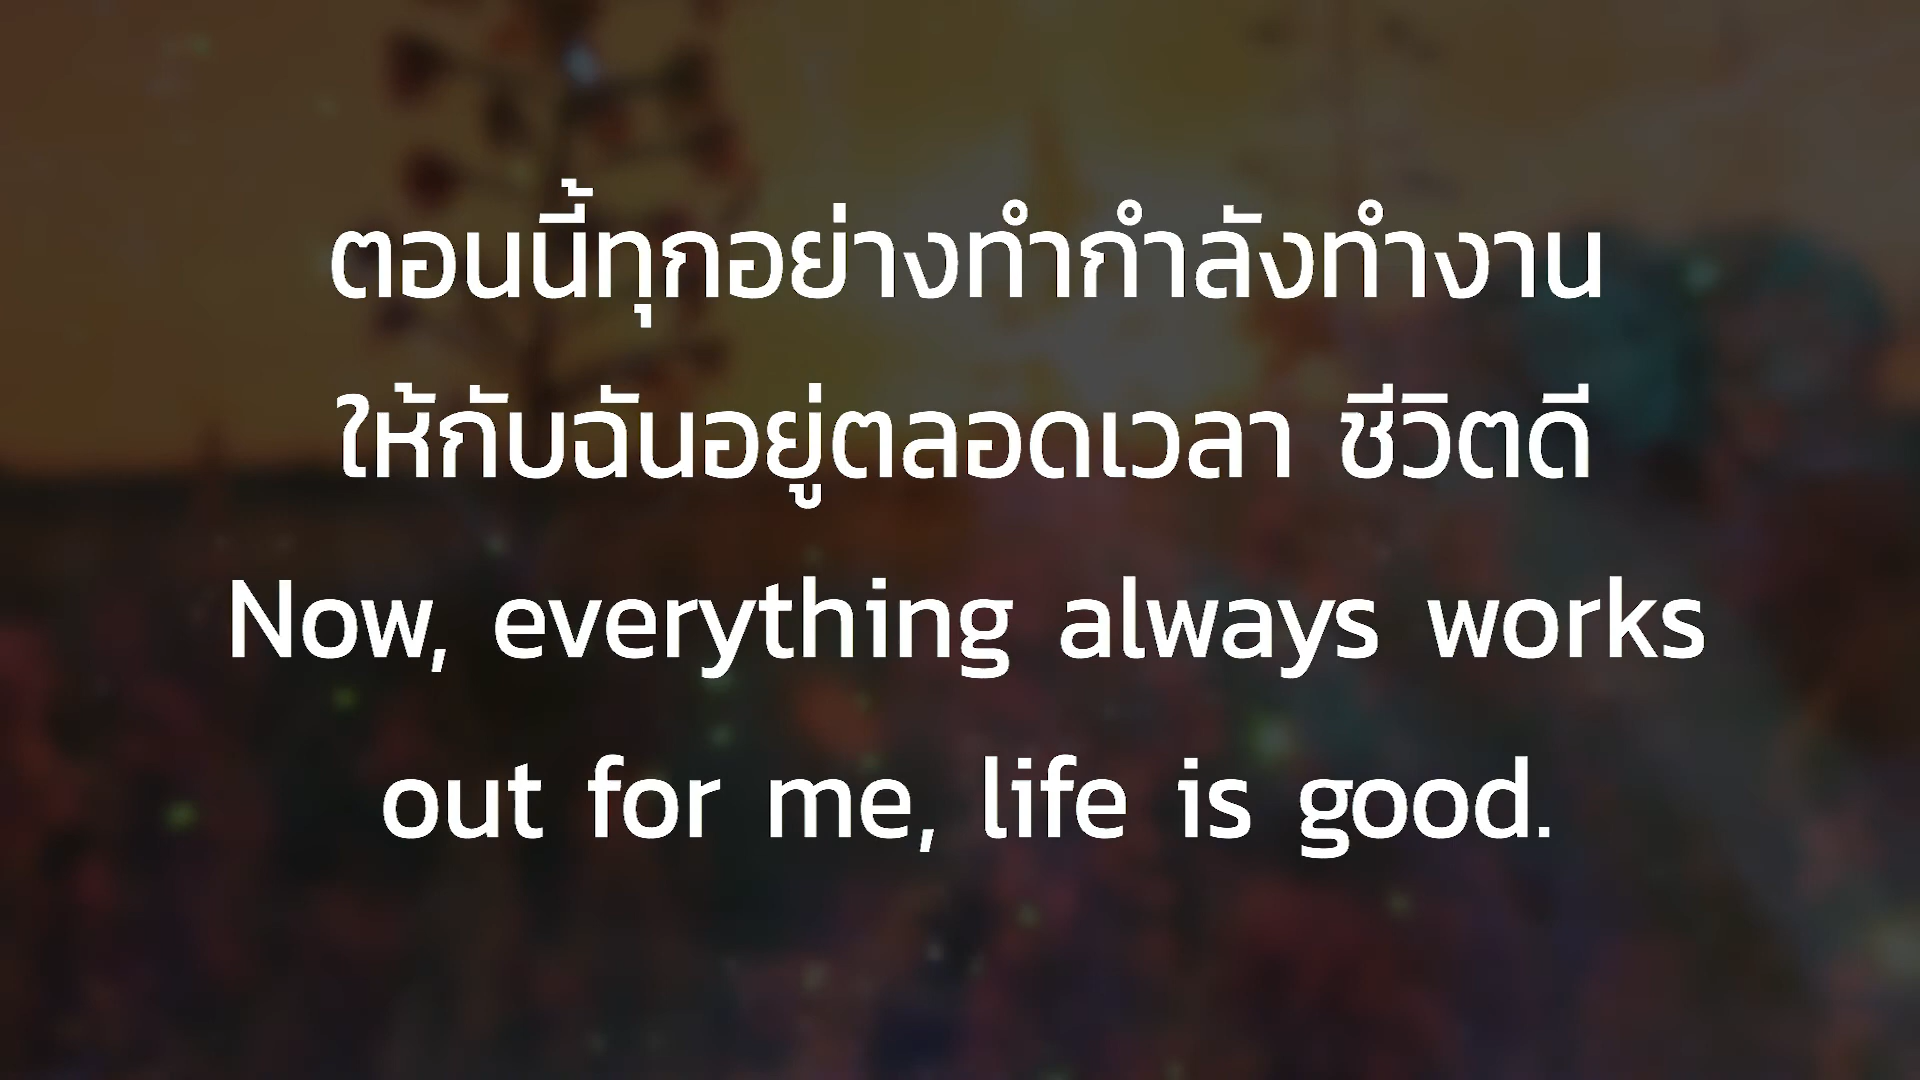 ตอนนี้ทุกอย่างทำกำลังทำงาน
ให้กับฉันอยู่ตลอดเวลา ชีวิตดี
Now, everything always works
out for me, life is good.